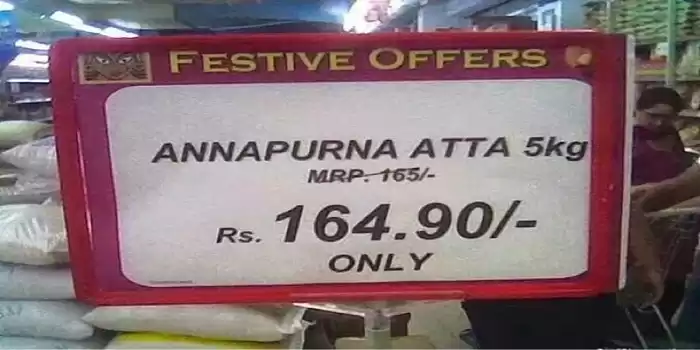 FESTIVE OFFERS
ANNAPURNA ATTA 5kg
MRP. 165/-
Rs. 164.90/-
ONLY